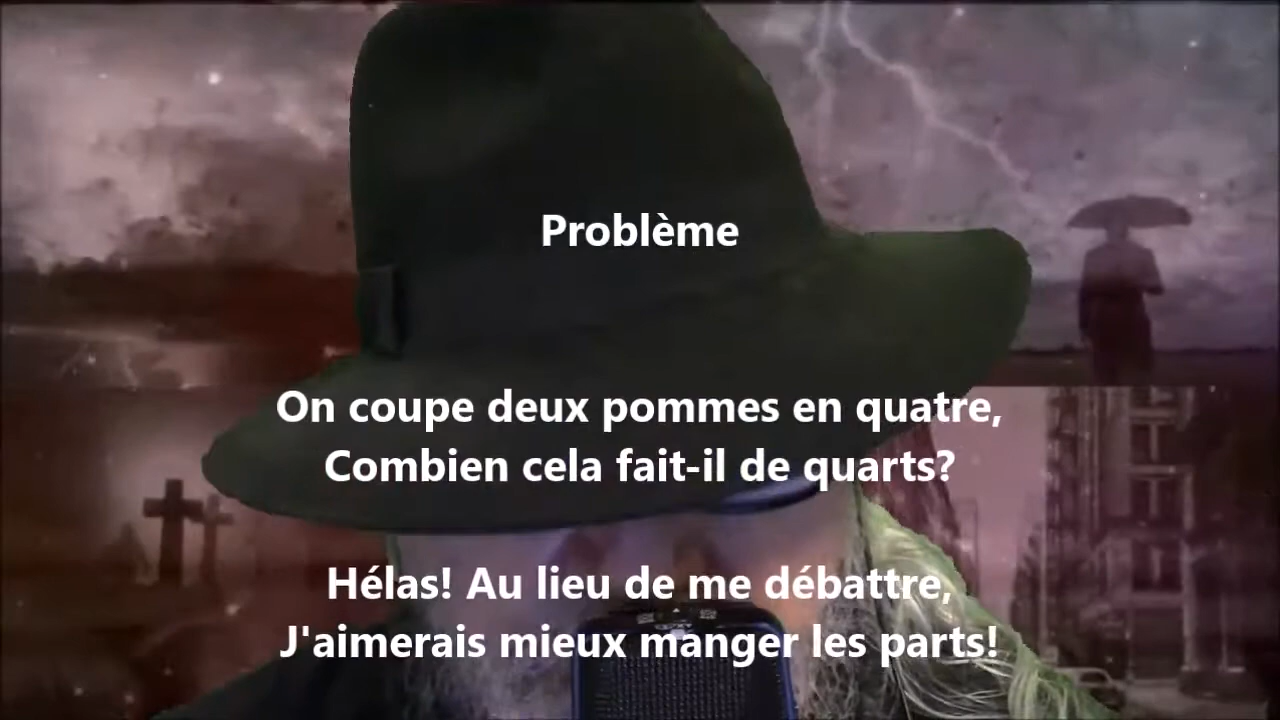 Problème
On coupe deux pommes en quatre,
Combien cela fait-il de quarts?
Hélas! Au lieu de me débattre,
J'aimerais mieux manger les parts!